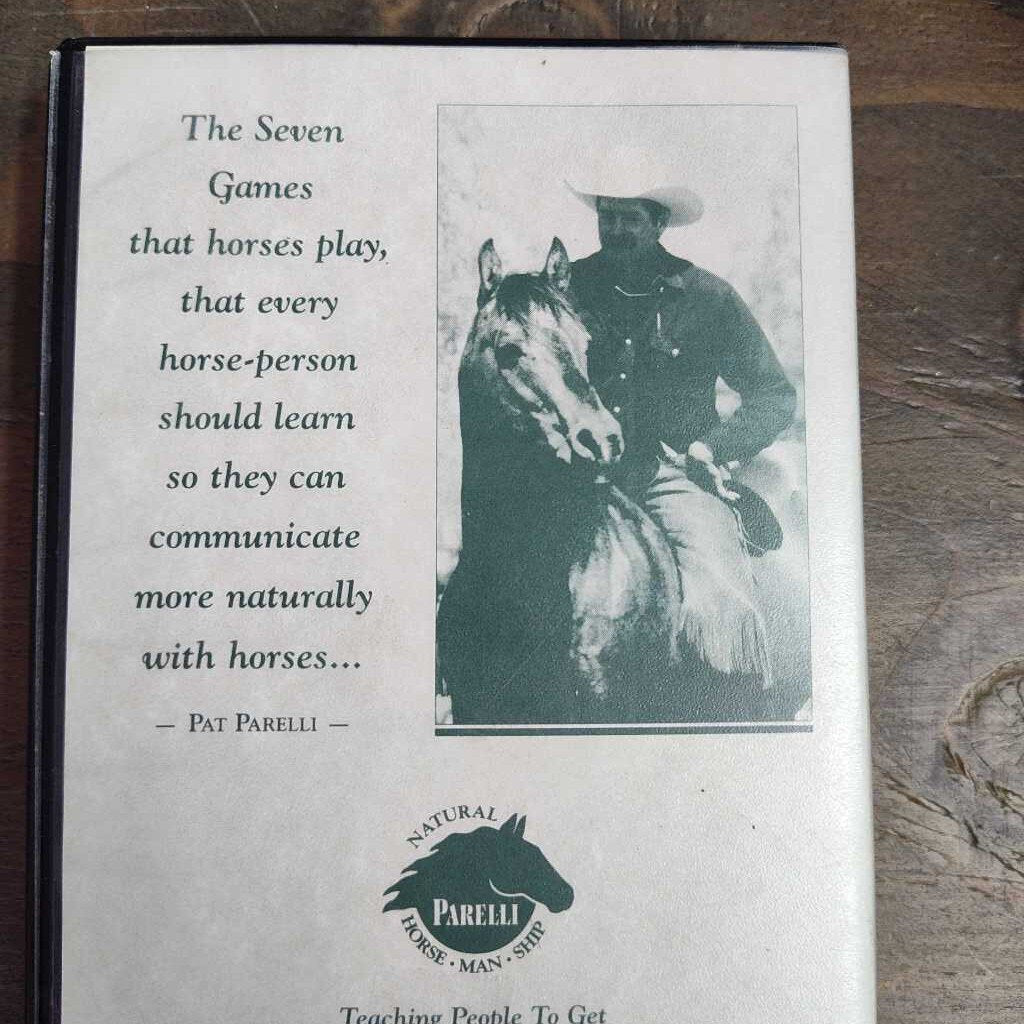 The Seven
Games
that horses play,
that every
horse-person
should learn
so they can
communicate
more naturally
with horses...
— PAT PARELLI —
NATURAL
PARELLI
HORSE · MAN · SHIP
Teaching People To Get